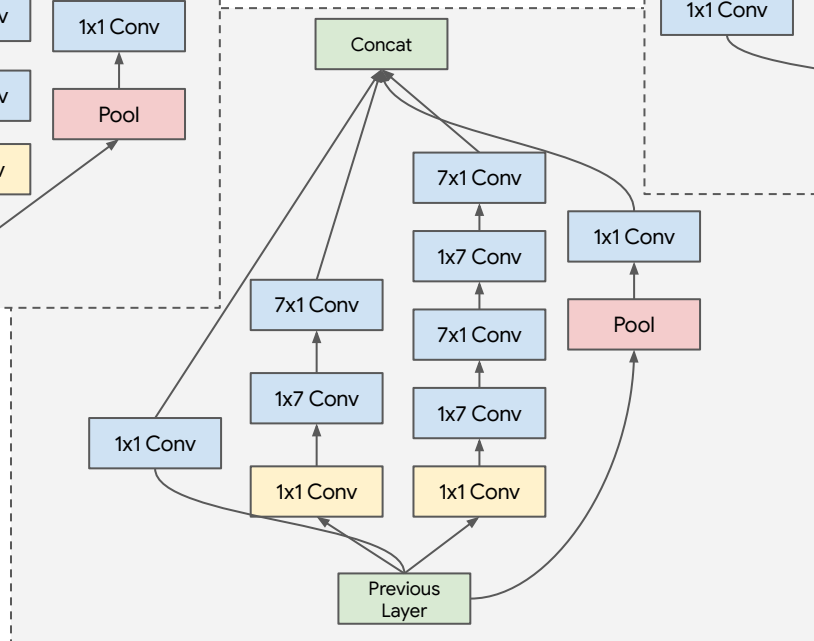 v
1x1 Conv
v
Pool
v
1x1 Conv
Concat
7x1 Conv
1x7 Conv
1x1 Conv
7x1 Conv
7x1 Conv
Pool
1x7 Conv
1x7 Conv
1x1 Conv
1x1 Conv
1x1 Conv
Previous
Layer